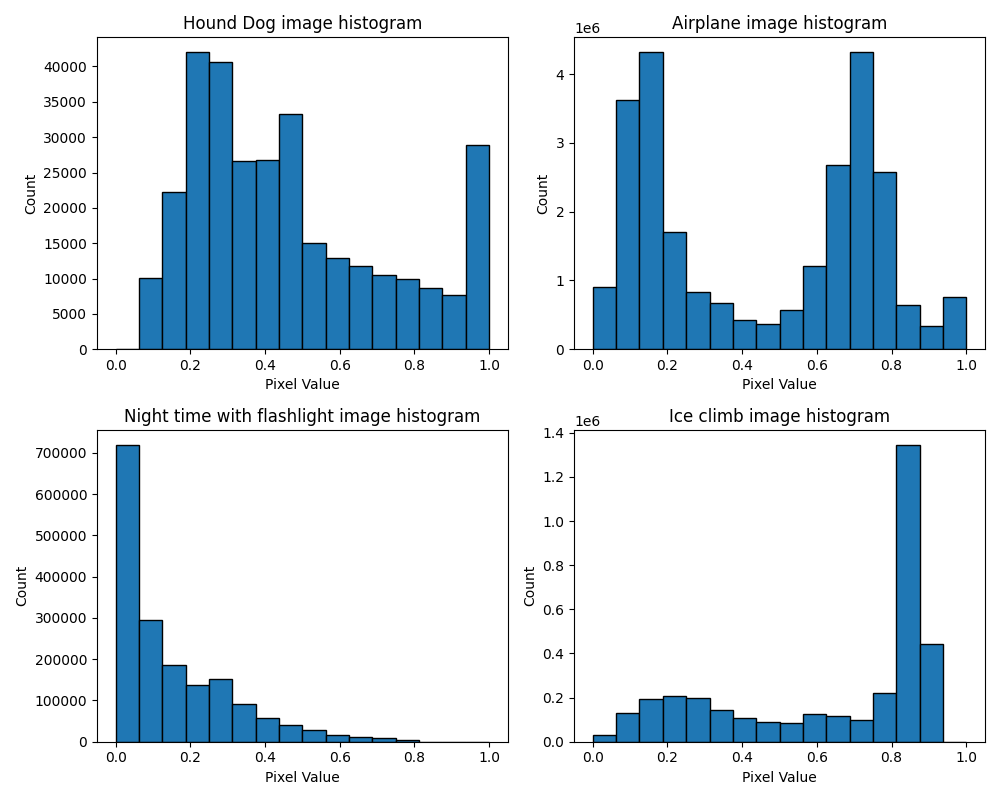 Hound Dog image histogram
40000
35000
30000
25000
20000
15000
10000
5000
0
Count
0.0 0.2 0.4 0.6 0.8 1.0
Pixel Value
Airplane image histogram
1e6
4
3
2
1
0
Count
0.0 0.2 0.4 0.6 0.8 1.0
Pixel Value
Night time with flashlight image histogram
700000
600000
500000
400000
300000
200000
100000
0
Count
0.0 0.2 0.4 0.6 0.8 1.0
Pixel Value
Ice climb image histogram
1e6
1.4
1.2
1.0
0.8
0.6
0.4
0.2
0.0
Count
0.0 0.2 0.4 0.6 0.8 1.0
Pixel Value